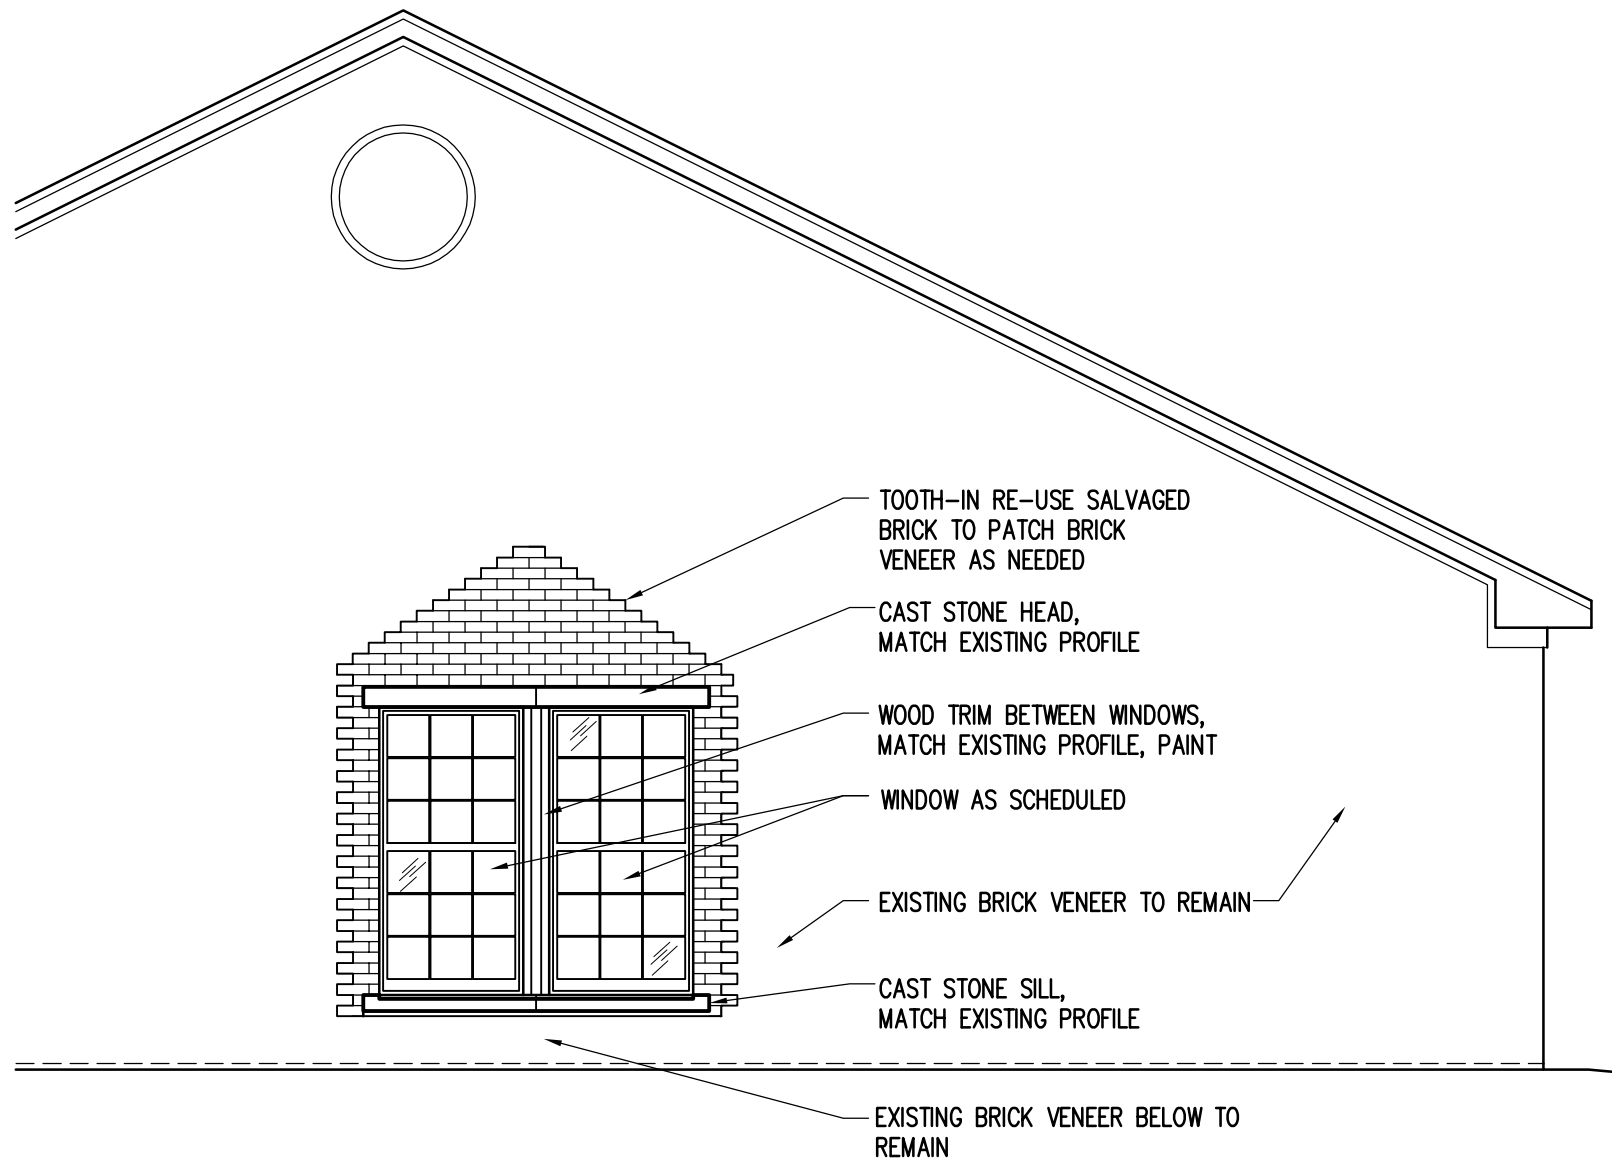 TOOTH-IN RE-USE SALVAGED
BRICK TO PATCH BRICK
VENEER AS NEEDED
CAST STONE HEAD,
MATCH EXISTING PROFILE
WOOD TRIM BETWEEN WINDOWS,
MATCH EXISTING PROFILE, PAINT
WINDOW AS SCHEDULED
EXISTING BRICK VENEER TO REMAIN
CAST STONE SILL,
MATCH EXISTING PROFILE
EXISTING BRICK VENEER BELOW TO
REMAIN